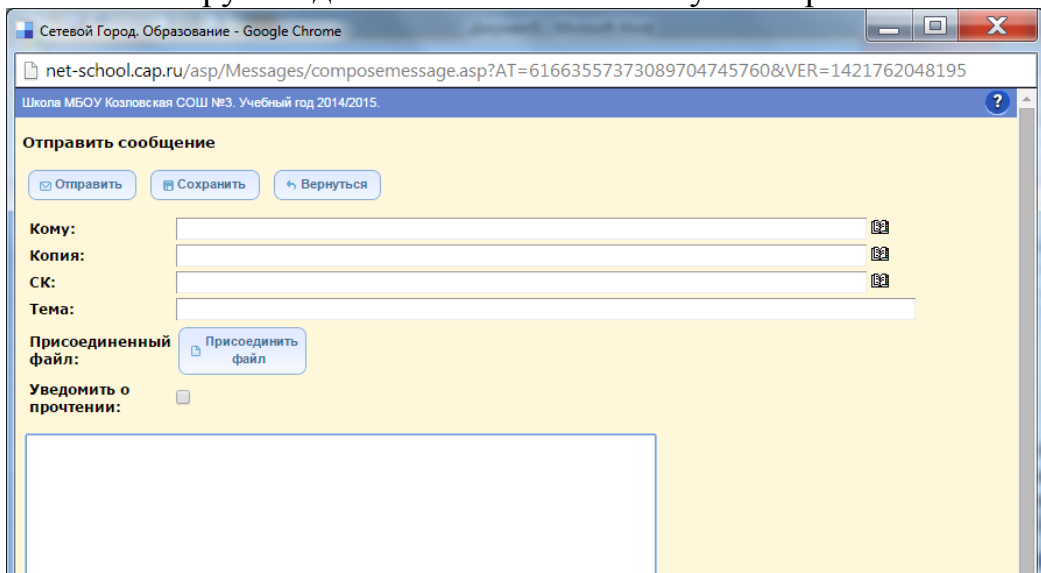 Сетевой Город. Образование - Google Chrome
net-school.cap.ru/asp/Messages/composemessage.asp?AT=61663557373089704745760&VER=1421762048195
Школа МБОУ Козловская СОШ №3. Учебный год 2014/2015.
?
Отправить сообщение
Отправить Сохранить Вернуться
Кому:
Копия:
СК:
Тема:
Присоединенный файл:
Присоединить файл
Уведомить о прочтении: